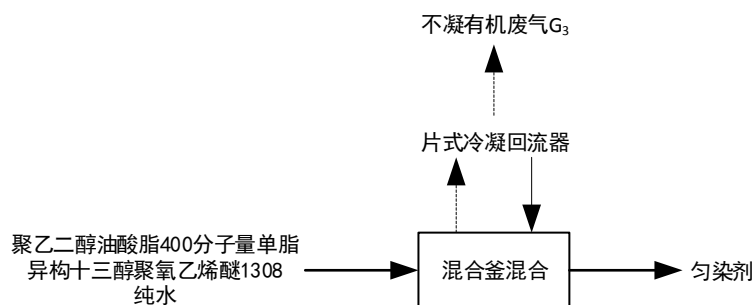 不凝有机废气G₃
片式冷凝回流器
聚乙二醇油酸脂400分子量单脂
异构十三醇聚氧乙烯醚1308
纯水
混合釜混合
匀染剂